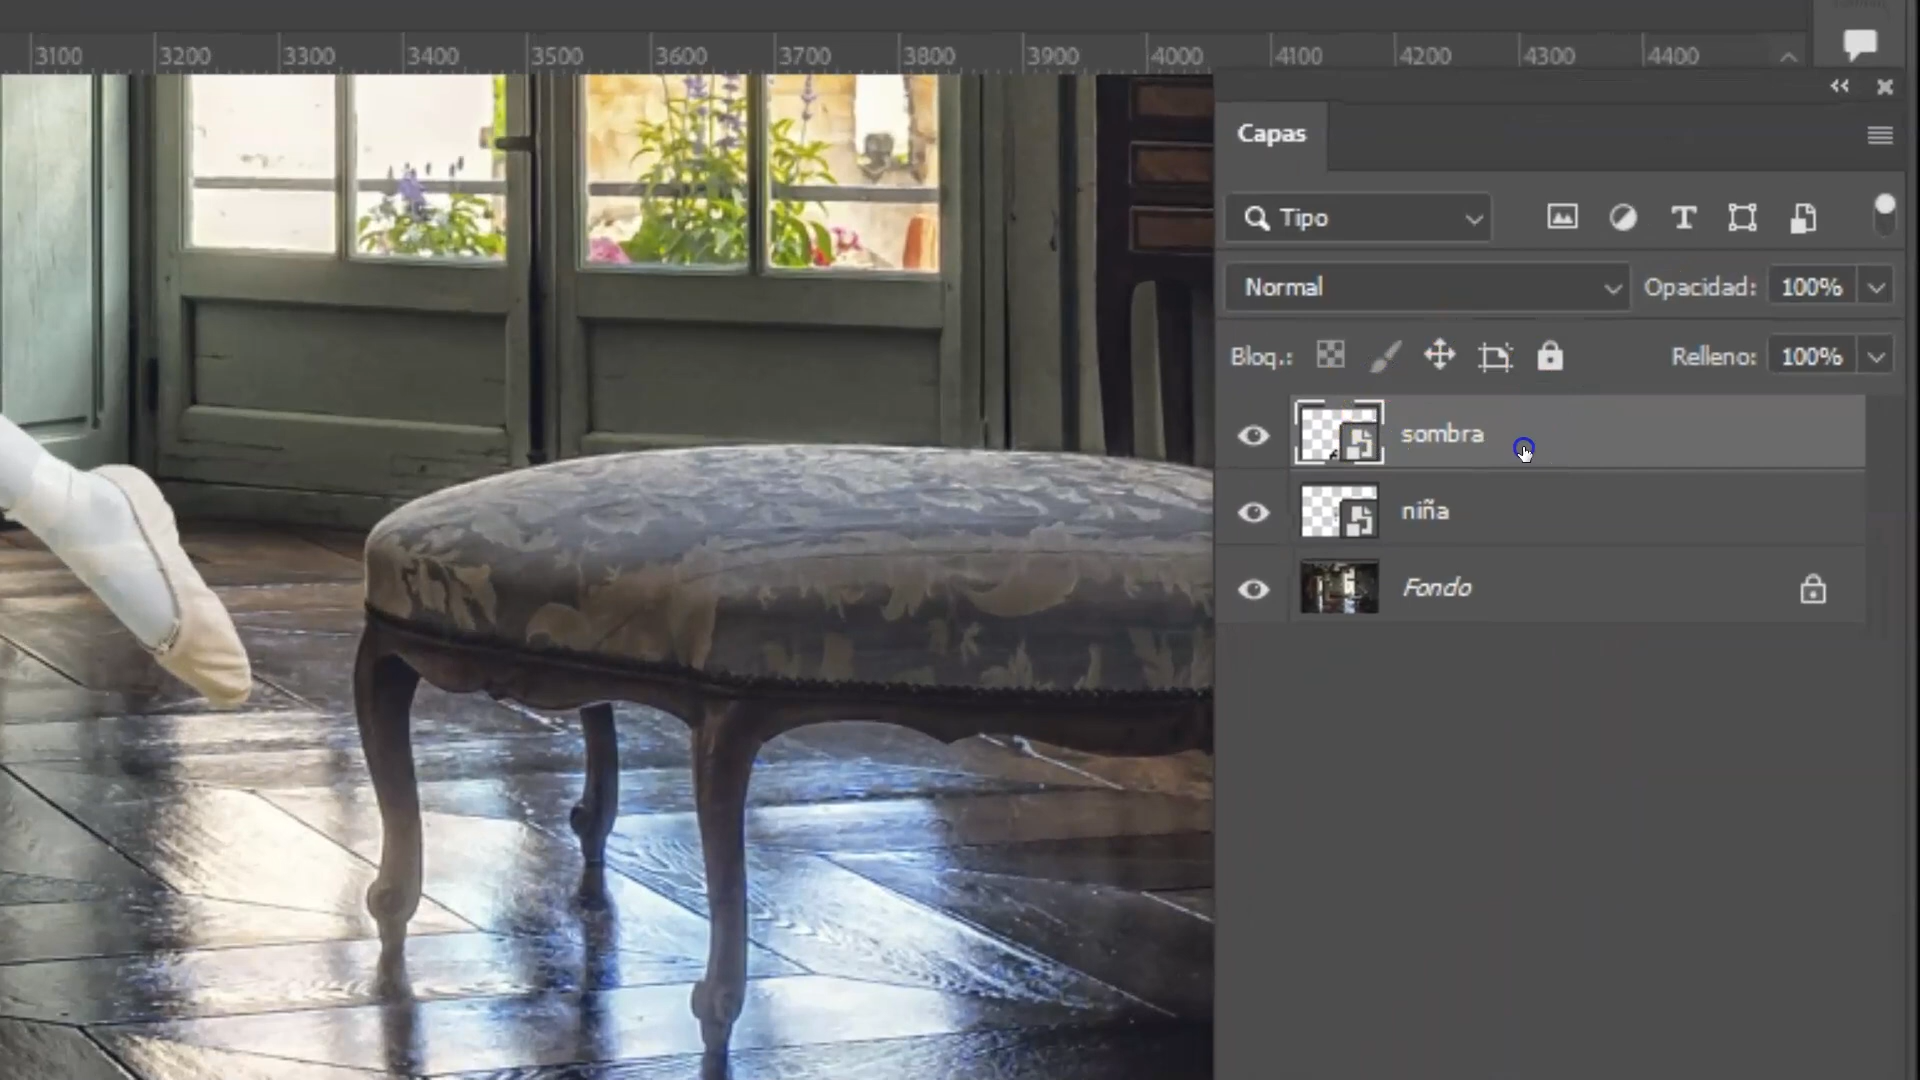 3100 3200 3300 3400 3500 3600 3700 3800 3900 4000 4100 4200 4300 4400
Capas
Tipo
Normal Opacidad: 100%
Bloq.: Relleno: 100%
sombra
niña
Fondo